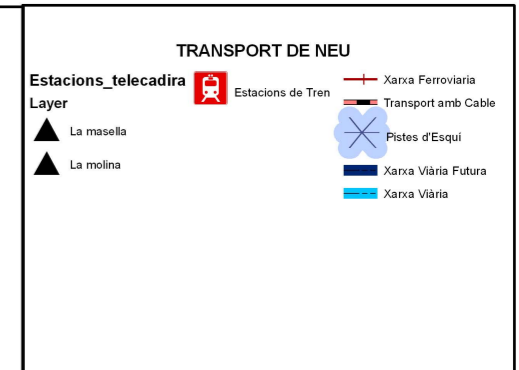 TRANSPORT DE NEU
Estacions_telecadira
Layer
La masella
La molina
Estacions de Tren
Xarxa Ferroviaria
Transport amb Cable
Pistes d'Esquí
Xarxa Viària Futura
Xarxa Viària